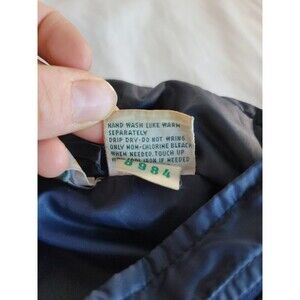 HAND WASH LUKE WARM
SEPARATELY
DRIP DRY-DO NOT WRING
ONLY NON-CHLORINE BLEACH
WHEN NEEDED. TOUCH UP
IRON IF NEEDED
8984